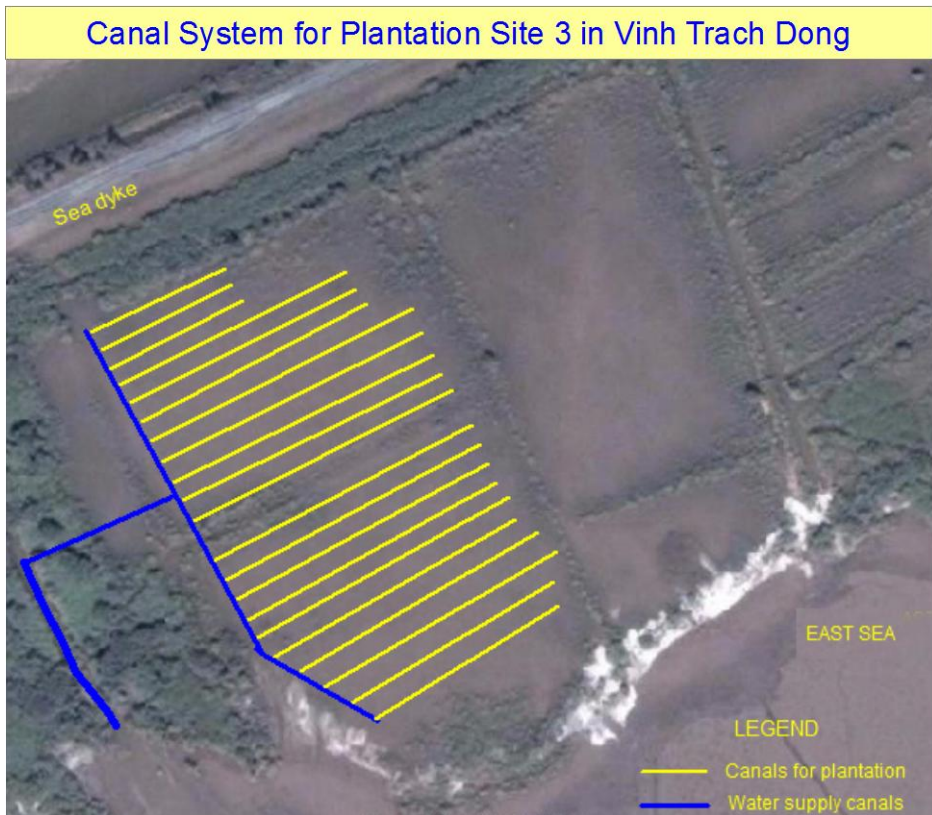 Canal System for Plantation Site 3 in Vinh Trach Dong
Sea dyke
EAST SEA
LEGEND
Canals for plantation
Water supply canals